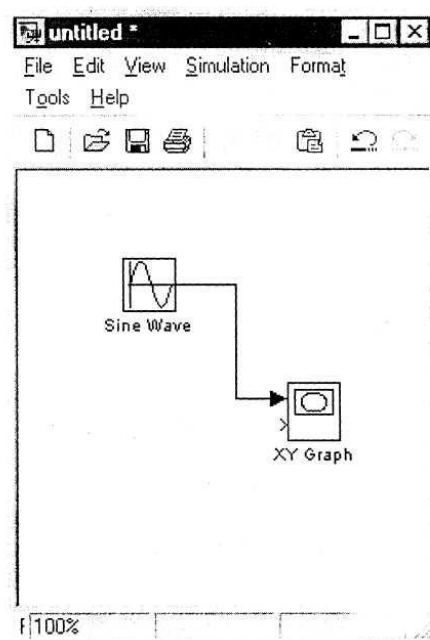 untitled *
File Edit View Simulation Format
Tools Help
Sine Wave
XY Graph
F 100%